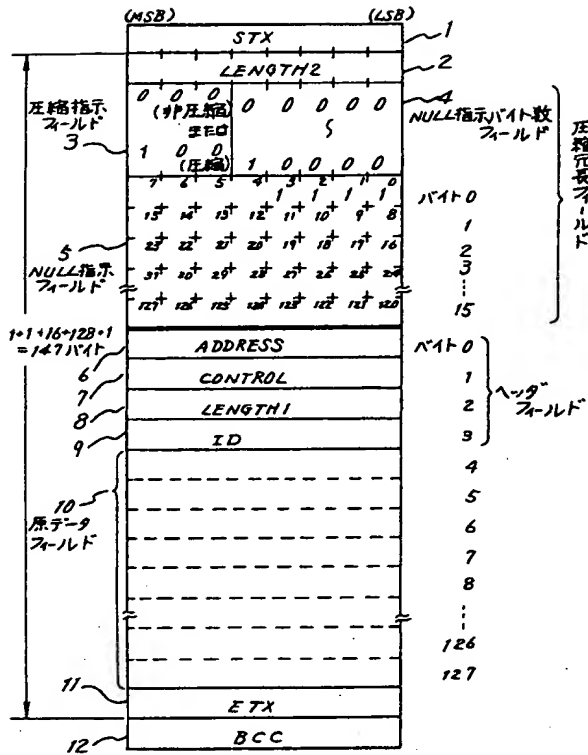 (MSB) (LSB)
STX 1
LENGTH2 2
圧縮指示
フィールド
3
0 0 0 0 0 0 0 0
(非圧縮)
または
1 0 0 1 0 0 0 0
(圧縮)
4
NULL指示バイト数
フィールド
圧縮冗長フィールド
7 6 5 4 3 2 1 0
1 1 1 1
バイト0
15 14 13 12 11 10 9 8
1
23 22 21 20 19 18 17 16
2
31 30 29 28 27 26 25 24
3
127 126 125 124 123 122 121 120
15
5
NULL指示
フィールド
1+1+16+128+1
=147バイト
6 ADDRESS バイト0
7 CONTROL 1
8 LENGTH1 2
9 ID 3
ヘッダ
フィールド
10
原データ
フィールド
4
5
6
7
8
126
127
11 ETX
12 BCC